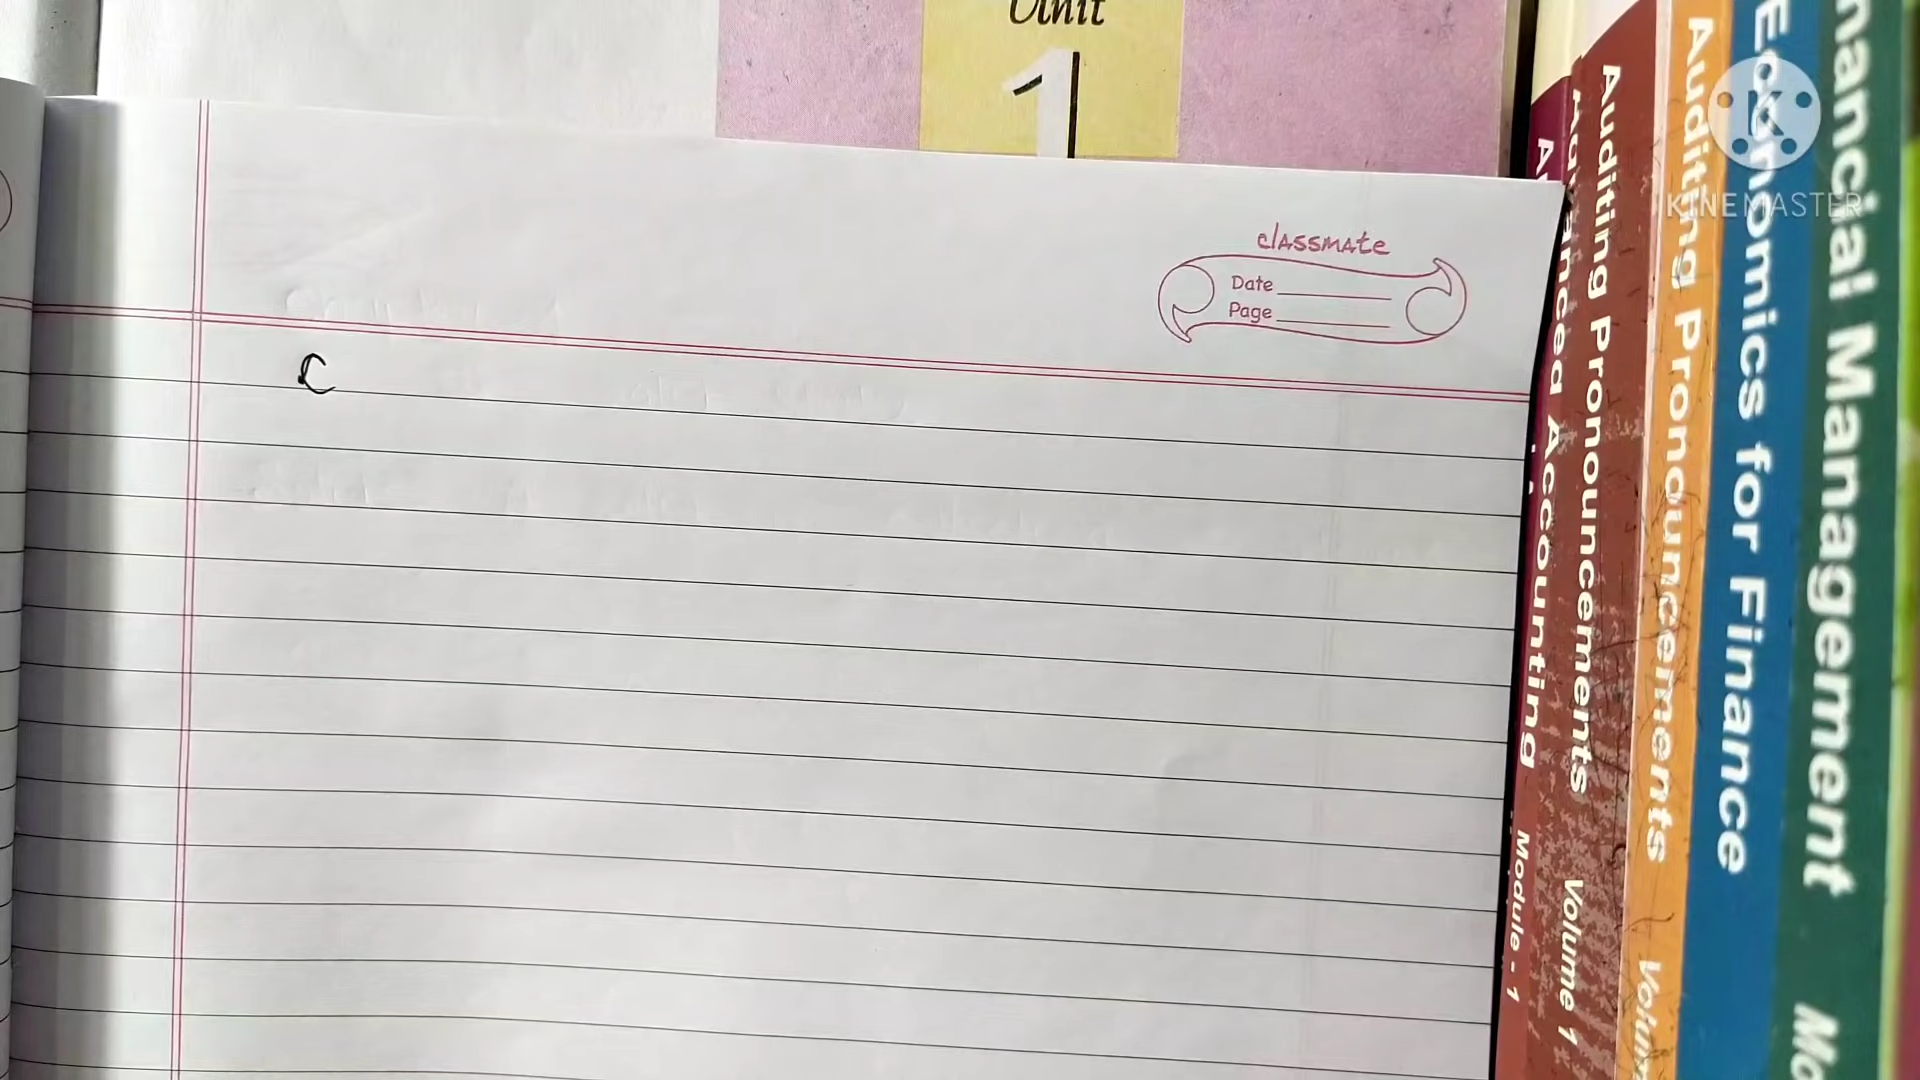 Unit
1
classmate
Date
Page
C
Advanced Accounting Module - 1
Auditing Pronouncements Volume 1
Auditing Pronouncements
Economics for Finance
Management
KINEMASTER